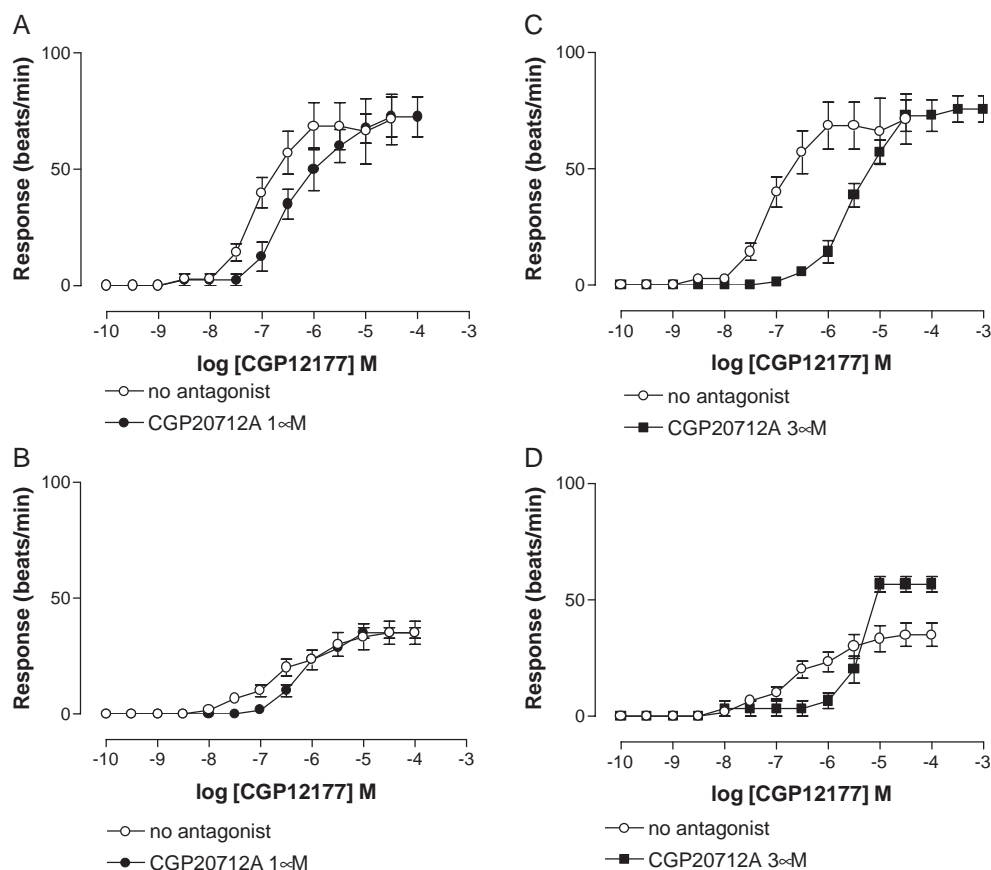 A
Response (beats/min)
100
50
0
-10 -9 -8 -7 -6 -5 -4 -3
log [CGP12177] M
no antagonist
CGP20712A 1∝M
C
Response (beats/min)
100
50
0
-10 -9 -8 -7 -6 -5 -4 -3
log [CGP12177] M
no antagonist
CGP20712A 3∝M
B
Response (beats/min)
100
50
0
-10 -9 -8 -7 -6 -5 -4 -3
log [CGP12177] M
no antagonist
CGP20712A 1∝M
D
Response (beats/min)
100
50
0
-10 -9 -8 -7 -6 -5 -4 -3
log [CGP12177] M
no antagonist
CGP20712A 3∝M